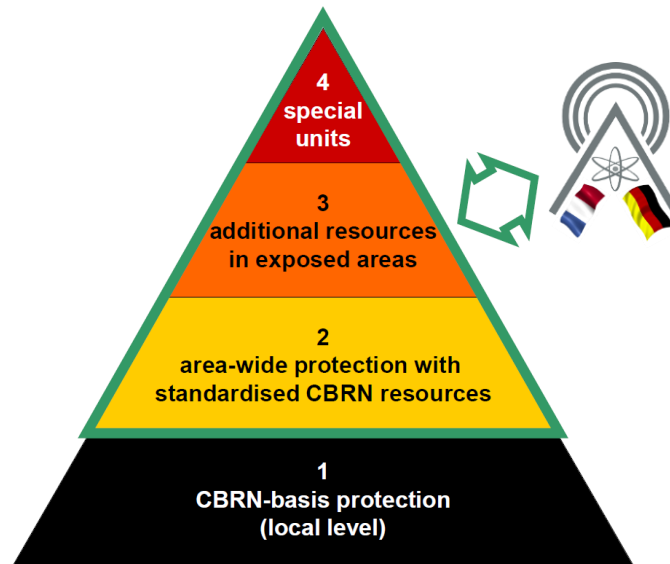 4
special
units
3
additional resources
in exposed areas
2
area-wide protection with
standardised CBRN resources
1
CBRN-basis protection
(local level)